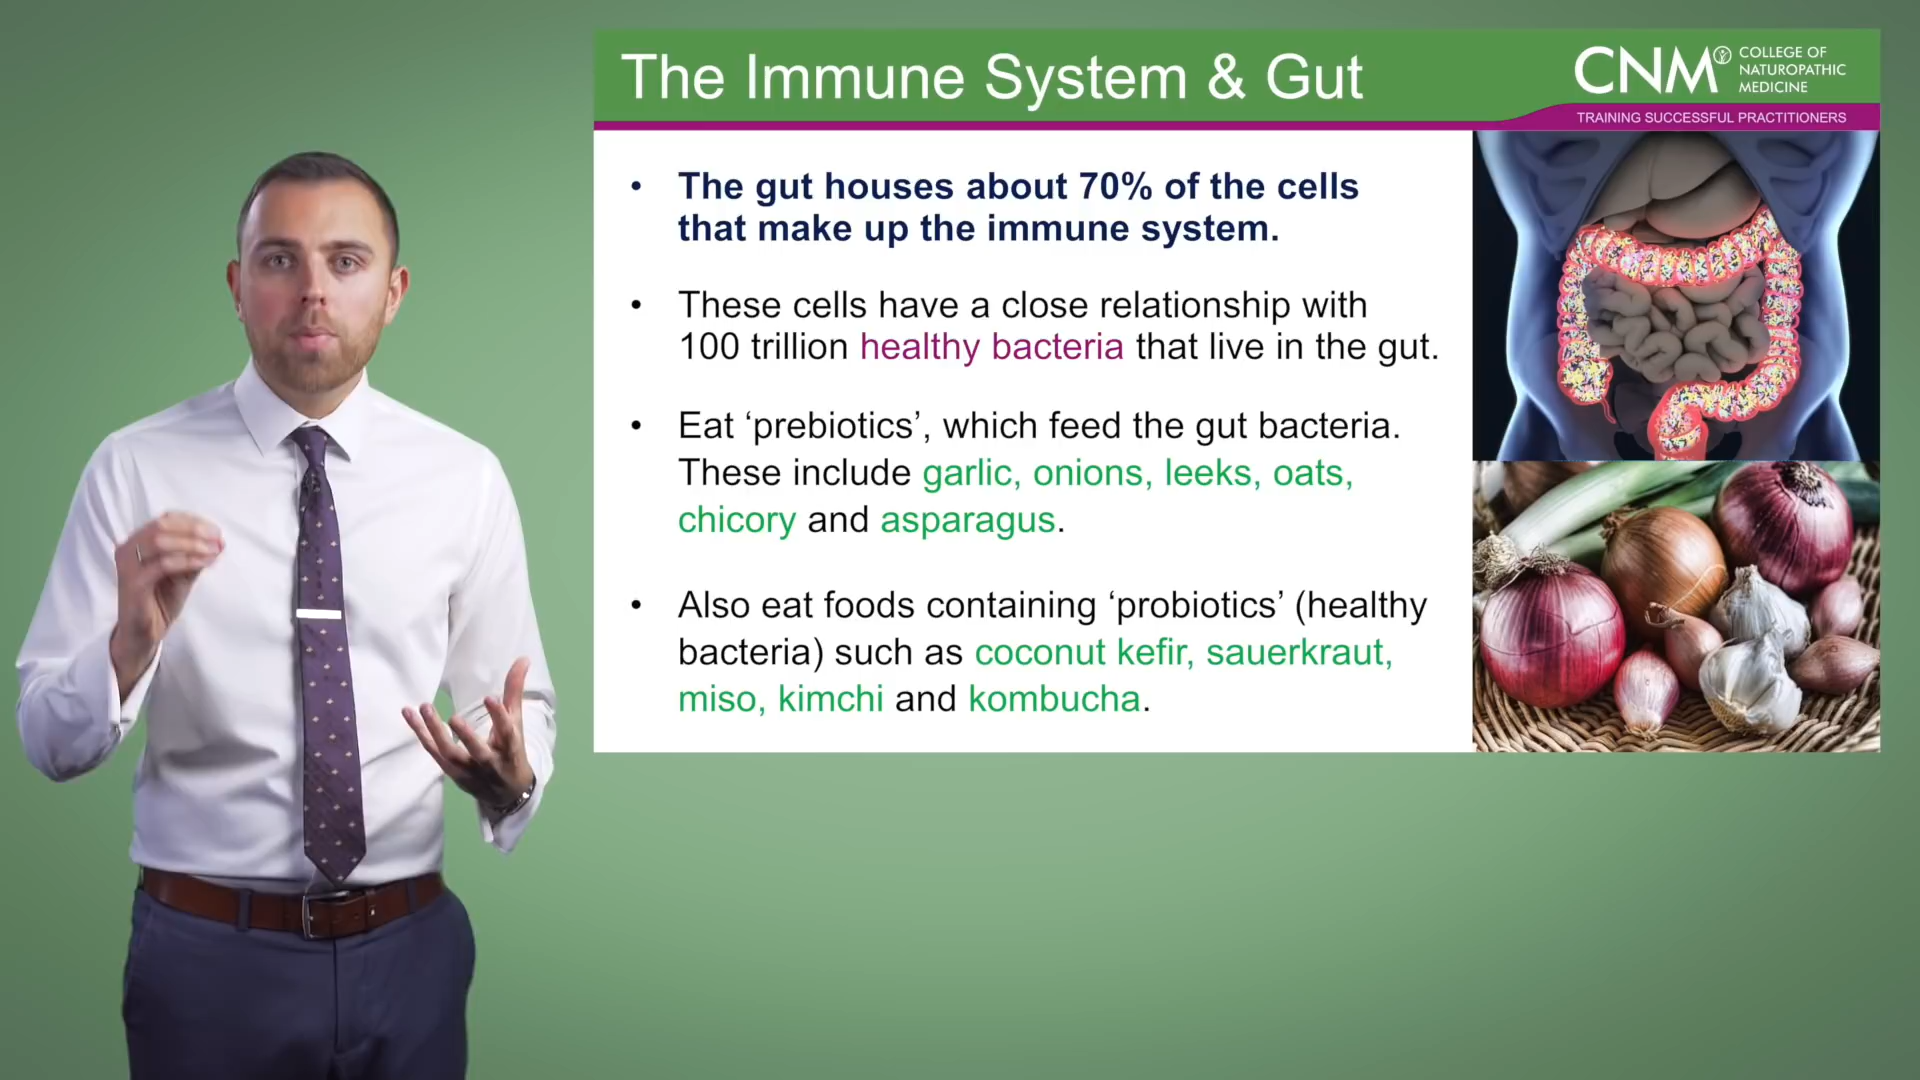 The Immune System & Gut
CNM
COLLEGE OF
NATUROPATHIC
MEDICINE
TRAINING SUCCESSFUL PRACTITIONERS
• The gut houses about 70% of the cells
that make up the immune system.
• These cells have a close relationship with
100 trillion healthy bacteria that live in the gut.
• Eat ‘prebiotics’, which feed the gut bacteria.
These include garlic, onions, leeks, oats,
chicory and asparagus.
• Also eat foods containing ‘probiotics’ (healthy
bacteria) such as coconut kefir, sauerkraut,
miso, kimchi and kombucha.